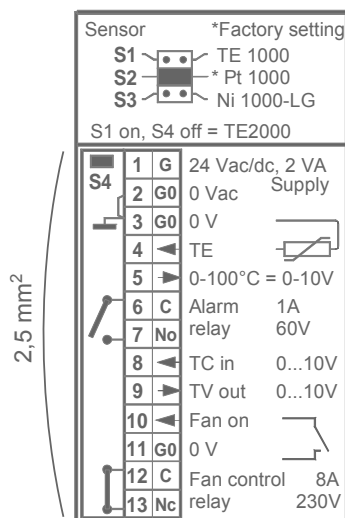 Sensor *Factory setting
S1 TE 1000
S2 * Pt 1000
S3 Ni 1000-LG
S1 on, S4 off = TE2000
S4
1 G 24 Vac/dc, 2 VA
2 G0 0 Vac Supply
3 G0 0 V
4 TE
5 0-100°C = 0-10V
6 C Alarm 1A
7 No relay 60V
8 TC in 0...10V
9 TV out 0...10V
10 Fan on
11 G0 0 V
12 C Fan control 8A
13 Nc relay 230V
2,5 mm²